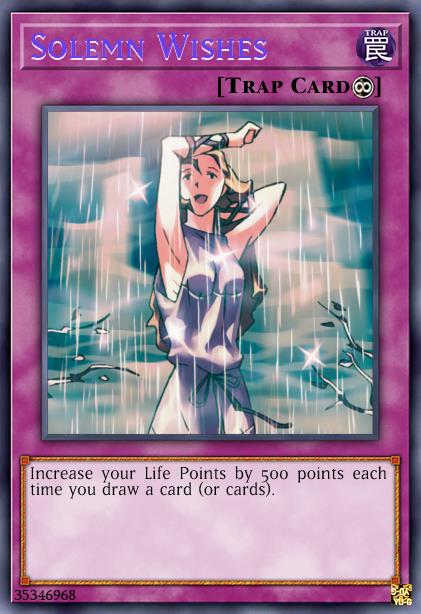 Solemn Wishes
TRAP
罠
[Trap Card]
Increase your Life Points by 500 points each
time you draw a card (or cards).
35346968